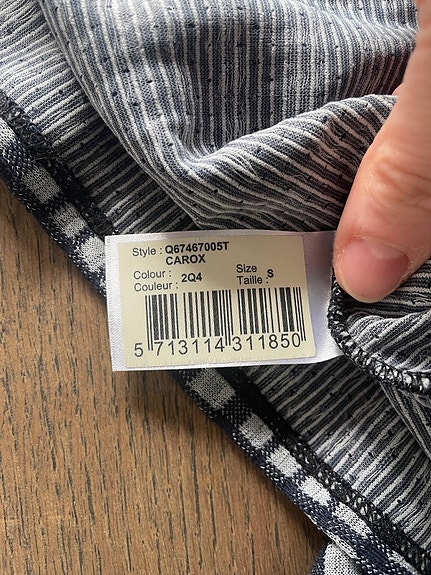 Style : Q67467005T
CAROX
Colour : 2Q4 Size
Couleur : Taille : S
5 713114 311850